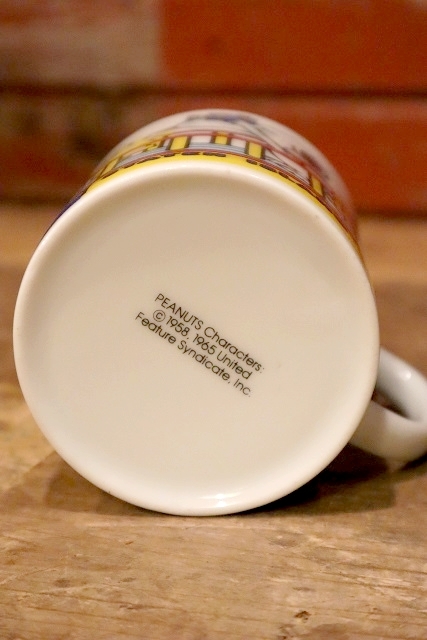 PEANUTS Characters:
© 1958, 1965 United
Feature Syndicate, Inc.